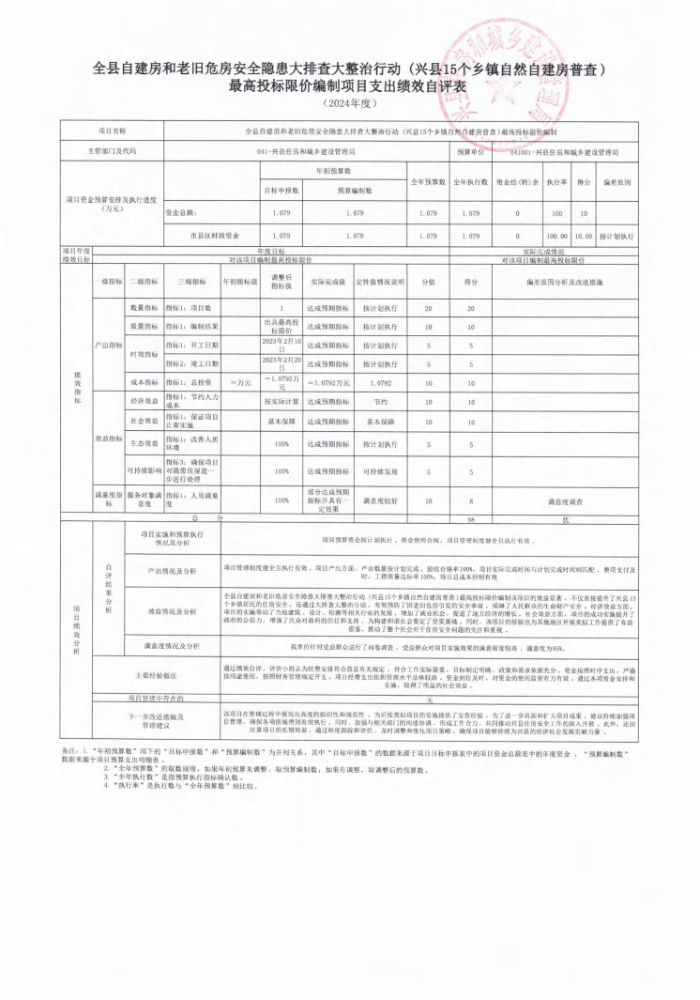 全县自建房和老旧危房安全隐患大排查大整治行动（兴县15个乡镇自然自建房普查）
最高投标限价编制项目支出绩效自评表
（2024年度）
项目名称 全县自建房和老旧危房安全隐患大排查大整治行动（兴县15个乡镇自然自建房普查）最高投标限价编制
主管部门及代码 041-兴县住房和城乡建设管理局 预算单位 041001-兴县住房和城乡建设管理局
项目资金预算安排及执行进度（万元） 年初预算数 全年预算数 全年执行数 资金结(转)余 执行率 得分 偏差原因
目标申报数 预算编制数
资金总额： 1.079 1.079 1.079 1.079 0 100 10
市县区财政资金 1.079 1.079 1.079 1.079 0 100.00 10.00 按计划执行
项目年度绩效目标 年度目标 实际完成情况
对该项目编制最高投标限价 对该项目编制最高投标限价
绩效指标 一级指标 二级指标 三级指标 年初指标值 调整后指标值 实际完成值 定性值情况说明 分值 得分 偏差原因分析及改进措施
产出指标 数量指标 指标1：项目数 1 达成预期指标 按计划执行 20 20
质量指标 指标1：编制结果 出具最高投标限价 达成预期指标 按计划执行 10 10
时效指标 指标1：开工日期 2023年2月10日 达成预期指标 按计划执行 5 5
指标2：竣工日期 2023年2月20日 达成预期指标 按计划执行 5 5
成本指标 指标1：总投资 ＝万元 ＝1.0792万元 ＝1.0792万元 1.0792 10 10
效益指标 经济效益 指标1：节约人力成本 按实际计算 达成预期指标 节约 10 10
社会效益 指标1：保证项目正常实施 基本保障 达成预期指标 基本保障 10 10
生态效益 指标1：改善人居环境 100% 达成预期指标 按计划执行 5 5
可持续影响 指标3：确保项目对隐患房屋进一步进行处理 100% 达成预期指标 可持续发展 5 5
满意度指标 服务对象满意度 指标1：人员满意度 100% 部分达成预期指标并具有一定效果 满意度较好 10 8 满意度调查
总 分 98 优
项目绩效分析 自评结果分析 项目实施和预算执行情况及分析 项目预算资金按计划执行，资金使用合规，项目管理制度健全且执行有效。
产出情况及分析 项目管理制度健全且执行有效。项目产出方面，产出数量按计划完成，验收合格率100%，项目实际完成时间与计划完成时间相匹配，费用支付及时，工程质量达标率100%，项目总成本控制有效
效益情况及分析 全县自建房和老旧危房安全隐患大排查大整治行动（兴县15个乡镇自然自建房普查）最高投标限价编制该项目的效益显著，不仅直接提升了兴县15
个乡镇居民的住房安全，还通过大排查大整治行动，有效预防了因老旧危房引发的安全事故，保障了人民群众的生命财产安全。经济效益方面，
项目的实施带动了当地建筑、设计、检测等相关行业的发展，增加了就业机会，促进了地方经济的增长。社会效益方面，项目的成功实施提升了
政府的公信力，增强了民众对政府的信任和支持，为构建和谐社会奠定了坚实基础。同时，该项目的经验也为其他地区开展类似工作提供了有益
借鉴，推动了整个社会对于住房安全问题的关注和重视。
满意度情况及分析 我单位针对受益群众进行了问卷调查，受益群众对项目实施效果的满意程度较高，满意度为95%。
主要经验做法 通过绩效自评，评价小组认为经费安排符合我县有关规定，符合工作实际需要，目标制定明确，政策和需求依据充分，资金按照时序支出，严格
按用途使用，按照财务管理规定开支。项目经费支出组织管理水平总体较高，资金到位及时，对资金的使用监管有力有效。通过本项资金安排和
实施，取得了明显的社会效益。
项目管理中存在的 无
下一步改进措施及管理建议 该项目在管理过程中展现出高度的组织性和规范性，为后续类似项目的实施提供了宝贵经验，为了进一步巩固和扩大项目成果，建议持续加强项
目管理，确保各项措施得到有效执行。同时，加强与相关部门的沟通协调，形成工作合力，共同推动兴县住房安全工作的深入开展。此外，还应
注重项目的长期效益，通过持续跟踪和评估，及时调整和优化项目策略，确保项目能够持续为兴县的经济社会发展贡献力量。
备注：1.“年初预算数”项下的“目标申报数”和“预算编制数”为并列关系，其中“目标申报数”的数据来源于项目目标申报表中的项目资金总额表中的年度资金，“预算编制数”
数据来源于项目预算支出明细表。
2.“全年预算数”的取数规则：如果年初预算未调整，取预算编制数；如果有调整，取调整后的预算数。
3.“全年执行数”是指预算执行指标确认数。
4.“执行率”是执行数与“全年预算数”相比较。